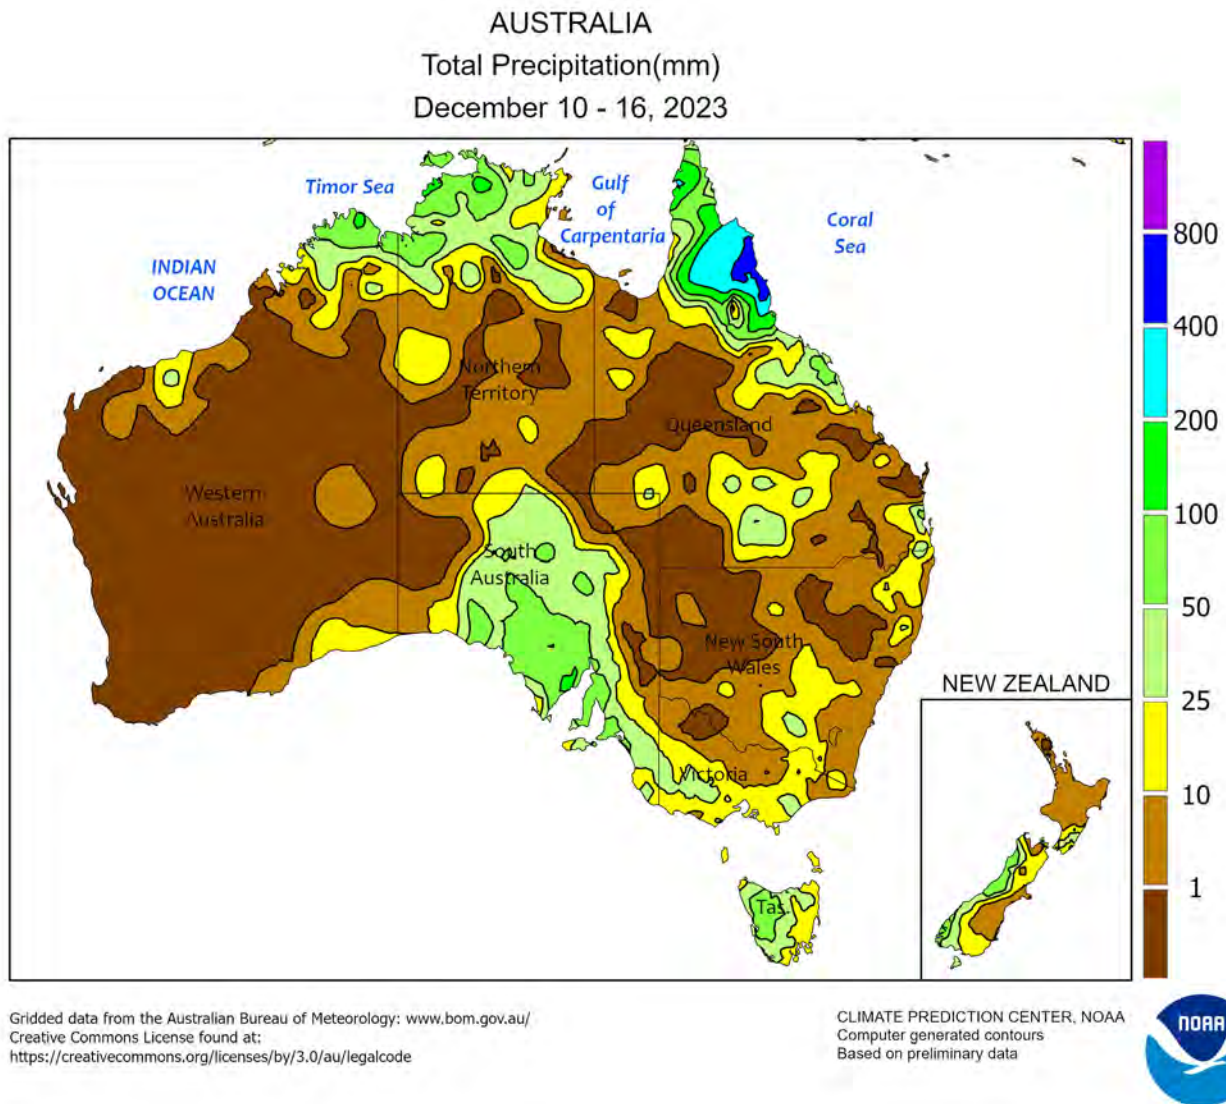 AUSTRALIA
Total Precipitation(mm)
December 10 - 16, 2023
Timor Sea
Gulf
of
Carpentaria
Coral
Sea
INDIAN
OCEAN
Northern
Territory
Queensland
Western
Australia
South
Australia
New South
Wales
Victoria
Tas
NEW ZEALAND
800
400
200
100
50
25
10
1
Gridded data from the Australian Bureau of Meteorology: www.bom.gov.au/
Creative Commons License found at:
https://creativecommons.org/licenses/by/3.0/au/legalcode
CLIMATE PREDICTION CENTER, NOAA
Computer generated contours
Based on preliminary data
NOAA